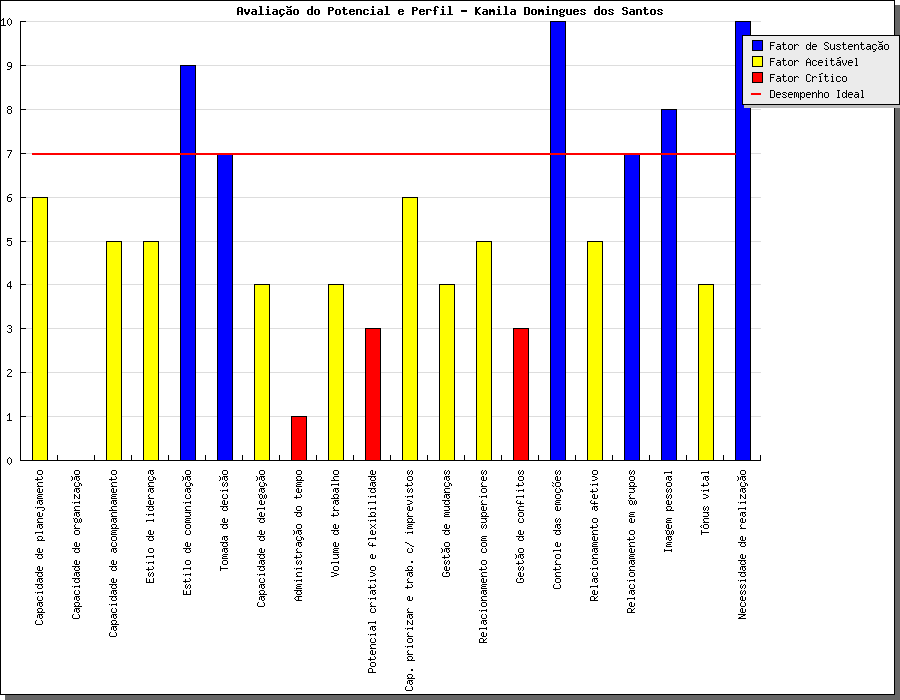 Avaliação do Potencial e Perfil - Kamila Domingues dos Santos
10
9
8
7
6
5
4
3
2
1
0
Fator de Sustentação
Fator Aceitável
Fator Crítico
Desempenho Ideal
Capacidade de planejamento
Capacidade de organização
Capacidade de acompanhamento
Estilo de liderança
Estilo de comunicação
Tomada de decisão
Capacidade de delegação
Administração do tempo
Volume de trabalho
Potencial criativo e flexibilidade
Cap. priorizar e trab. c/ imprevistos
Gestão de mudanças
Relacionamento com superiores
Gestão de conflitos
Controle das emoções
Relacionamento afetivo
Relacionamento em grupos
Imagem pessoal
Tônus vital
Necessidade de realização